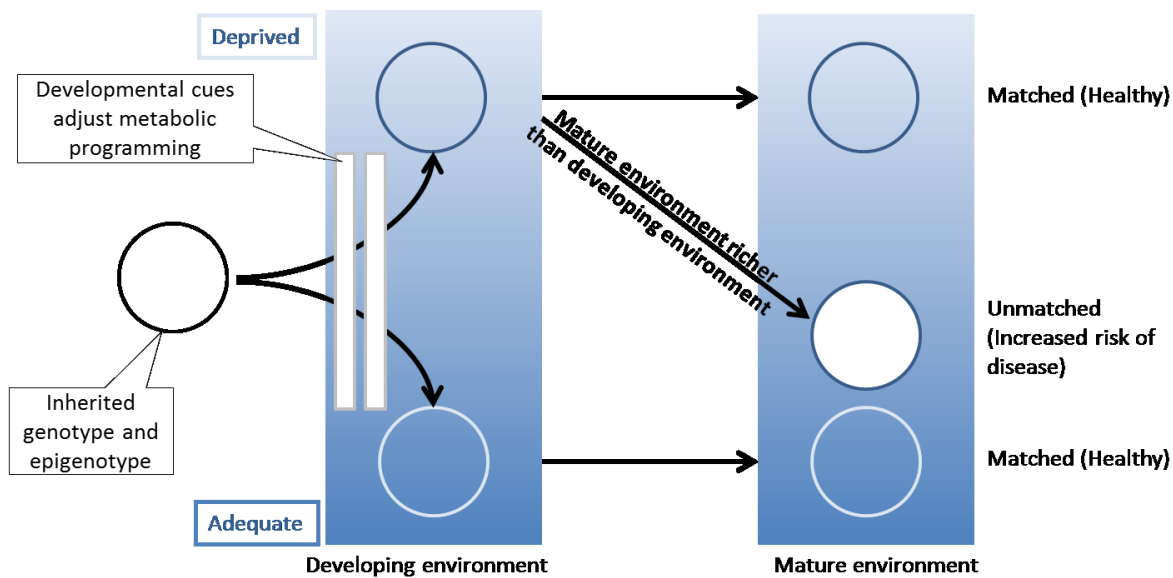 Deprived
Developmental cues
adjust metabolic
programming
Inherited
genotype and
epigenotype
Adequate
Developing environment
Mature environment richer
than developing environment
Mature environment
Matched (Healthy)
Unmatched
(Increased risk of
disease)
Matched (Healthy)